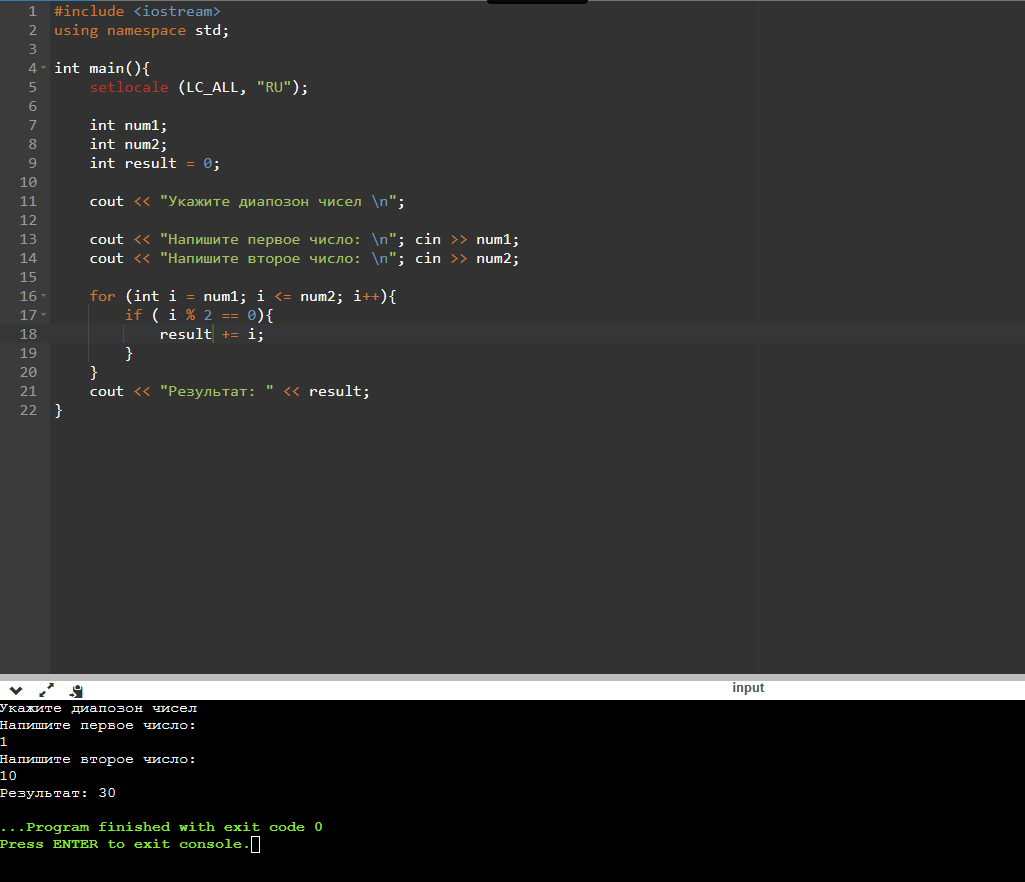 1 #include <iostream>
2 using namespace std;
3
4 int main(){
5     setlocale (LC_ALL, "RU");
6
7     int num1;
8     int num2;
9     int result = 0;
10
11     cout << "Укажите диапозон чисел \n";
12
13     cout << "Напишите первое число: \n"; cin >> num1;
14     cout << "Напишите второе число: \n"; cin >> num2;
15
16     for (int i = num1; i <= num2; i++){
17         if ( i % 2 == 0){
18             result += i;
19         }
20     }
21     cout << "Результат: " << result;
22 }
input
Укажите диапозон чисел
Напишите первое число:
1
Напишите второе число:
10
Результат: 30
...Program finished with exit code 0
Press ENTER to exit console.